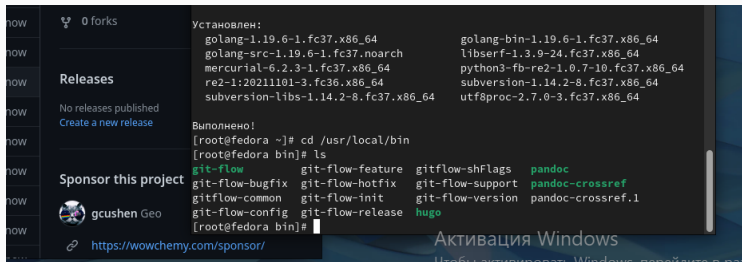 now
now
now
now
now
now
now
now
0 forks
Releases
No releases published
Create a new release
Sponsor this project
gcushen Geo
https://wowchemy.com/sponsor/
Установлен:
golang-1.19.6-1.fc37.x86_64 golang-bin-1.19.6-1.fc37.x86_64
golang-src-1.19.6-1.fc37.noarch libserf-1.3.9-24.fc37.x86_64
mercurial-6.2.3-1.fc37.x86_64 python3-fb-re2-1.0.7-10.fc37.x86_64
re2-1:20211101-3.fc36.x86_64 subversion-1.14.2-8.fc37.x86_64
subversion-libs-1.14.2-8.fc37.x86_64 utf8proc-2.7.0-3.fc37.x86_64
Выполнено!
[root@fedora ~]# cd /usr/local/bin
[root@fedora bin]# ls
git-flow git-flow-feature gitflow-shFlags pandoc
git-flow-bugfix git-flow-hotfix git-flow-support pandoc-crossref
gitflow-common git-flow-init git-flow-version pandoc-crossref.1
git-flow-config git-flow-release hugo
[root@fedora bin]#
Активация Windows
Чтобы активировать Windows, перейдите в